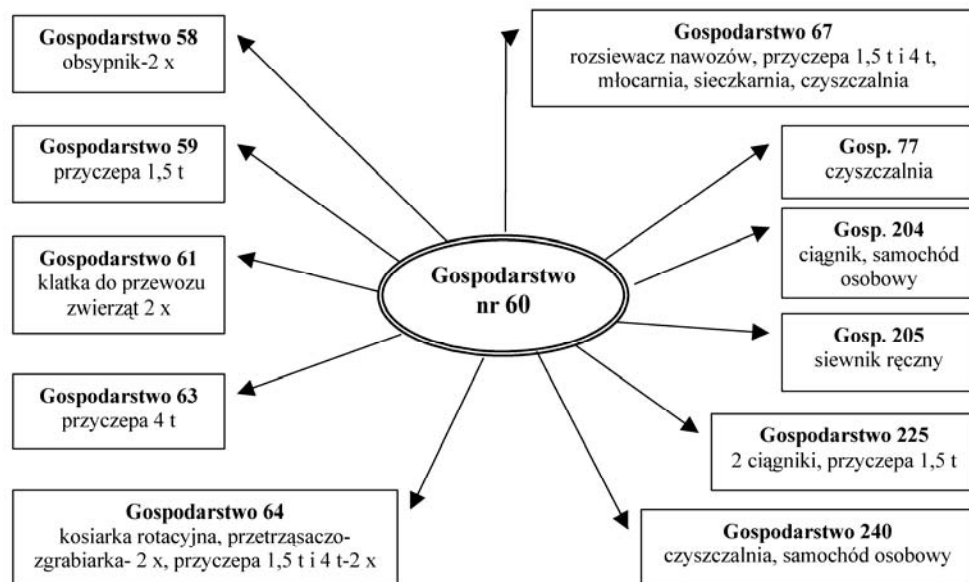 Gospodarstwo 58
obsypnik-2 x
Gospodarstwo 67
rozsiewacz nawozów, przyczepa 1,5 t i 4 t,
młocarnia, sieczkarnia, czyszczalnia
Gospodarstwo 59
przyczepa 1,5 t
Gosp. 77
czyszczalnia
Gospodarstwo 61
klatka do przewozu
zwierząt 2 x
Gospodarstwo
nr 60
Gosp. 204
ciągnik, samochód
osobowy
Gosp. 205
siewnik ręczny
Gospodarstwo 63
przyczepa 4 t
Gospodarstwo 225
2 ciągniki, przyczepa 1,5 t
Gospodarstwo 64
kosiarka rotacyjna, przetrząsaczo-
zgrabiarka- 2 x, przyczepa 1,5 t i 4 t-2 x
Gospodarstwo 240
czyszczalnia, samochód osobowy